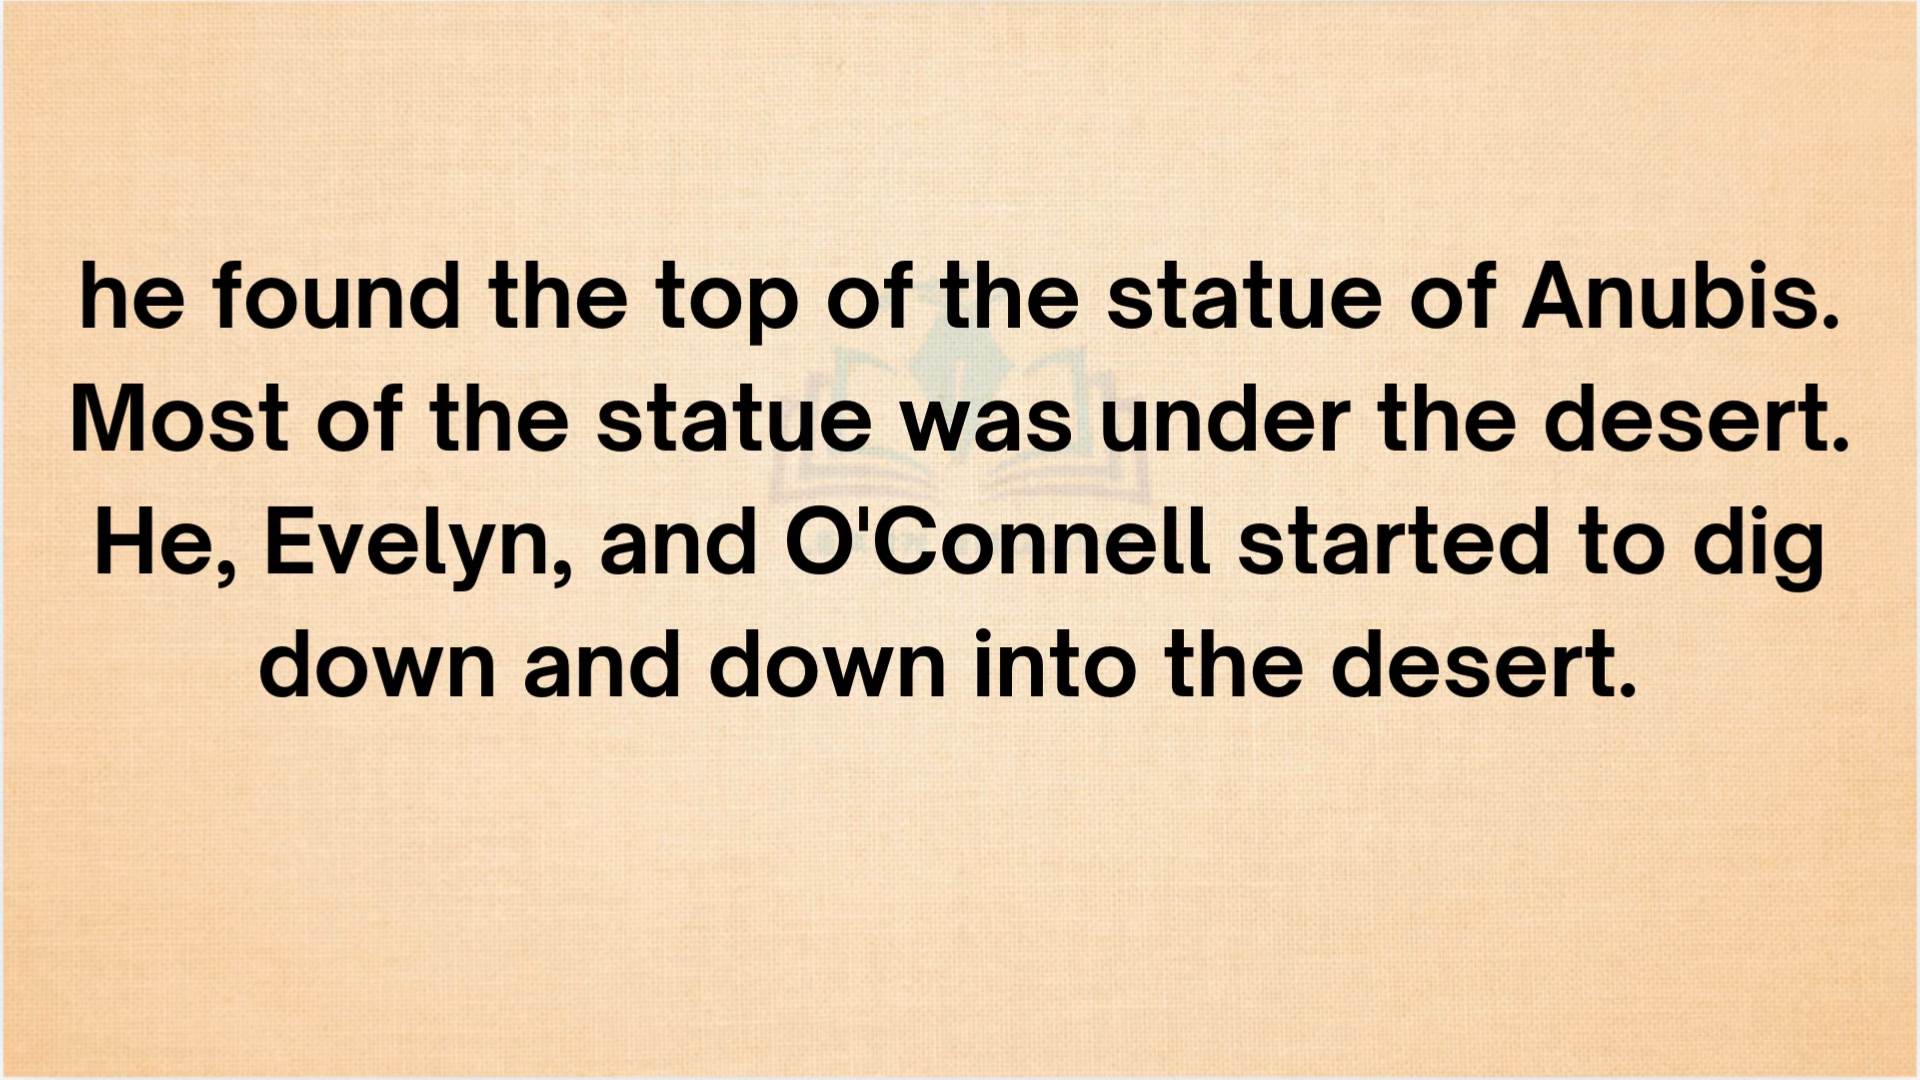 he found the top of the statue of Anubis.
Most of the statue was under the desert.
He, Evelyn, and O'Connell started to dig
down and down into the desert.